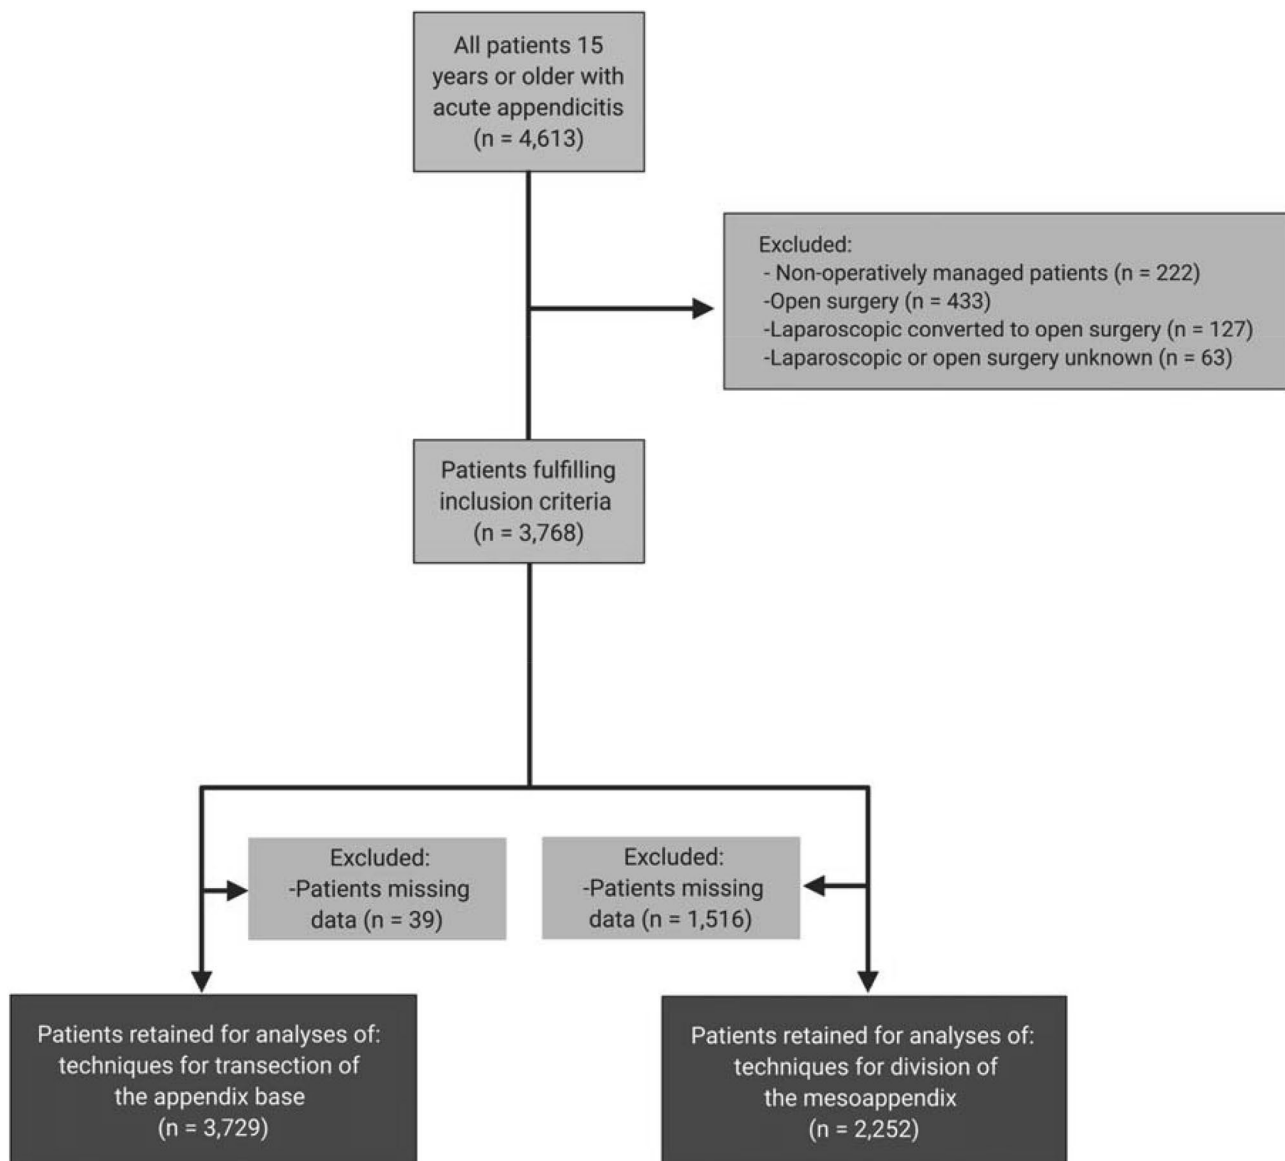 All patients 15
years or older with
acute appendicitis
(n = 4,613)
Excluded:
- Non-operatively managed patients (n = 222)
-Open surgery (n = 433)
-Laparoscopic converted to open surgery (n = 127)
-Laparoscopic or open surgery unknown (n = 63)
Patients fulfilling
inclusion criteria
(n = 3,768)
Excluded:
-Patients missing
data (n = 39)
Excluded:
-Patients missing
data (n = 1,516)
Patients retained for analyses of:
techniques for transection of
the appendix base
(n = 3,729)
Patients retained for analyses of:
techniques for division of
the mesoappendix
(n = 2,252)